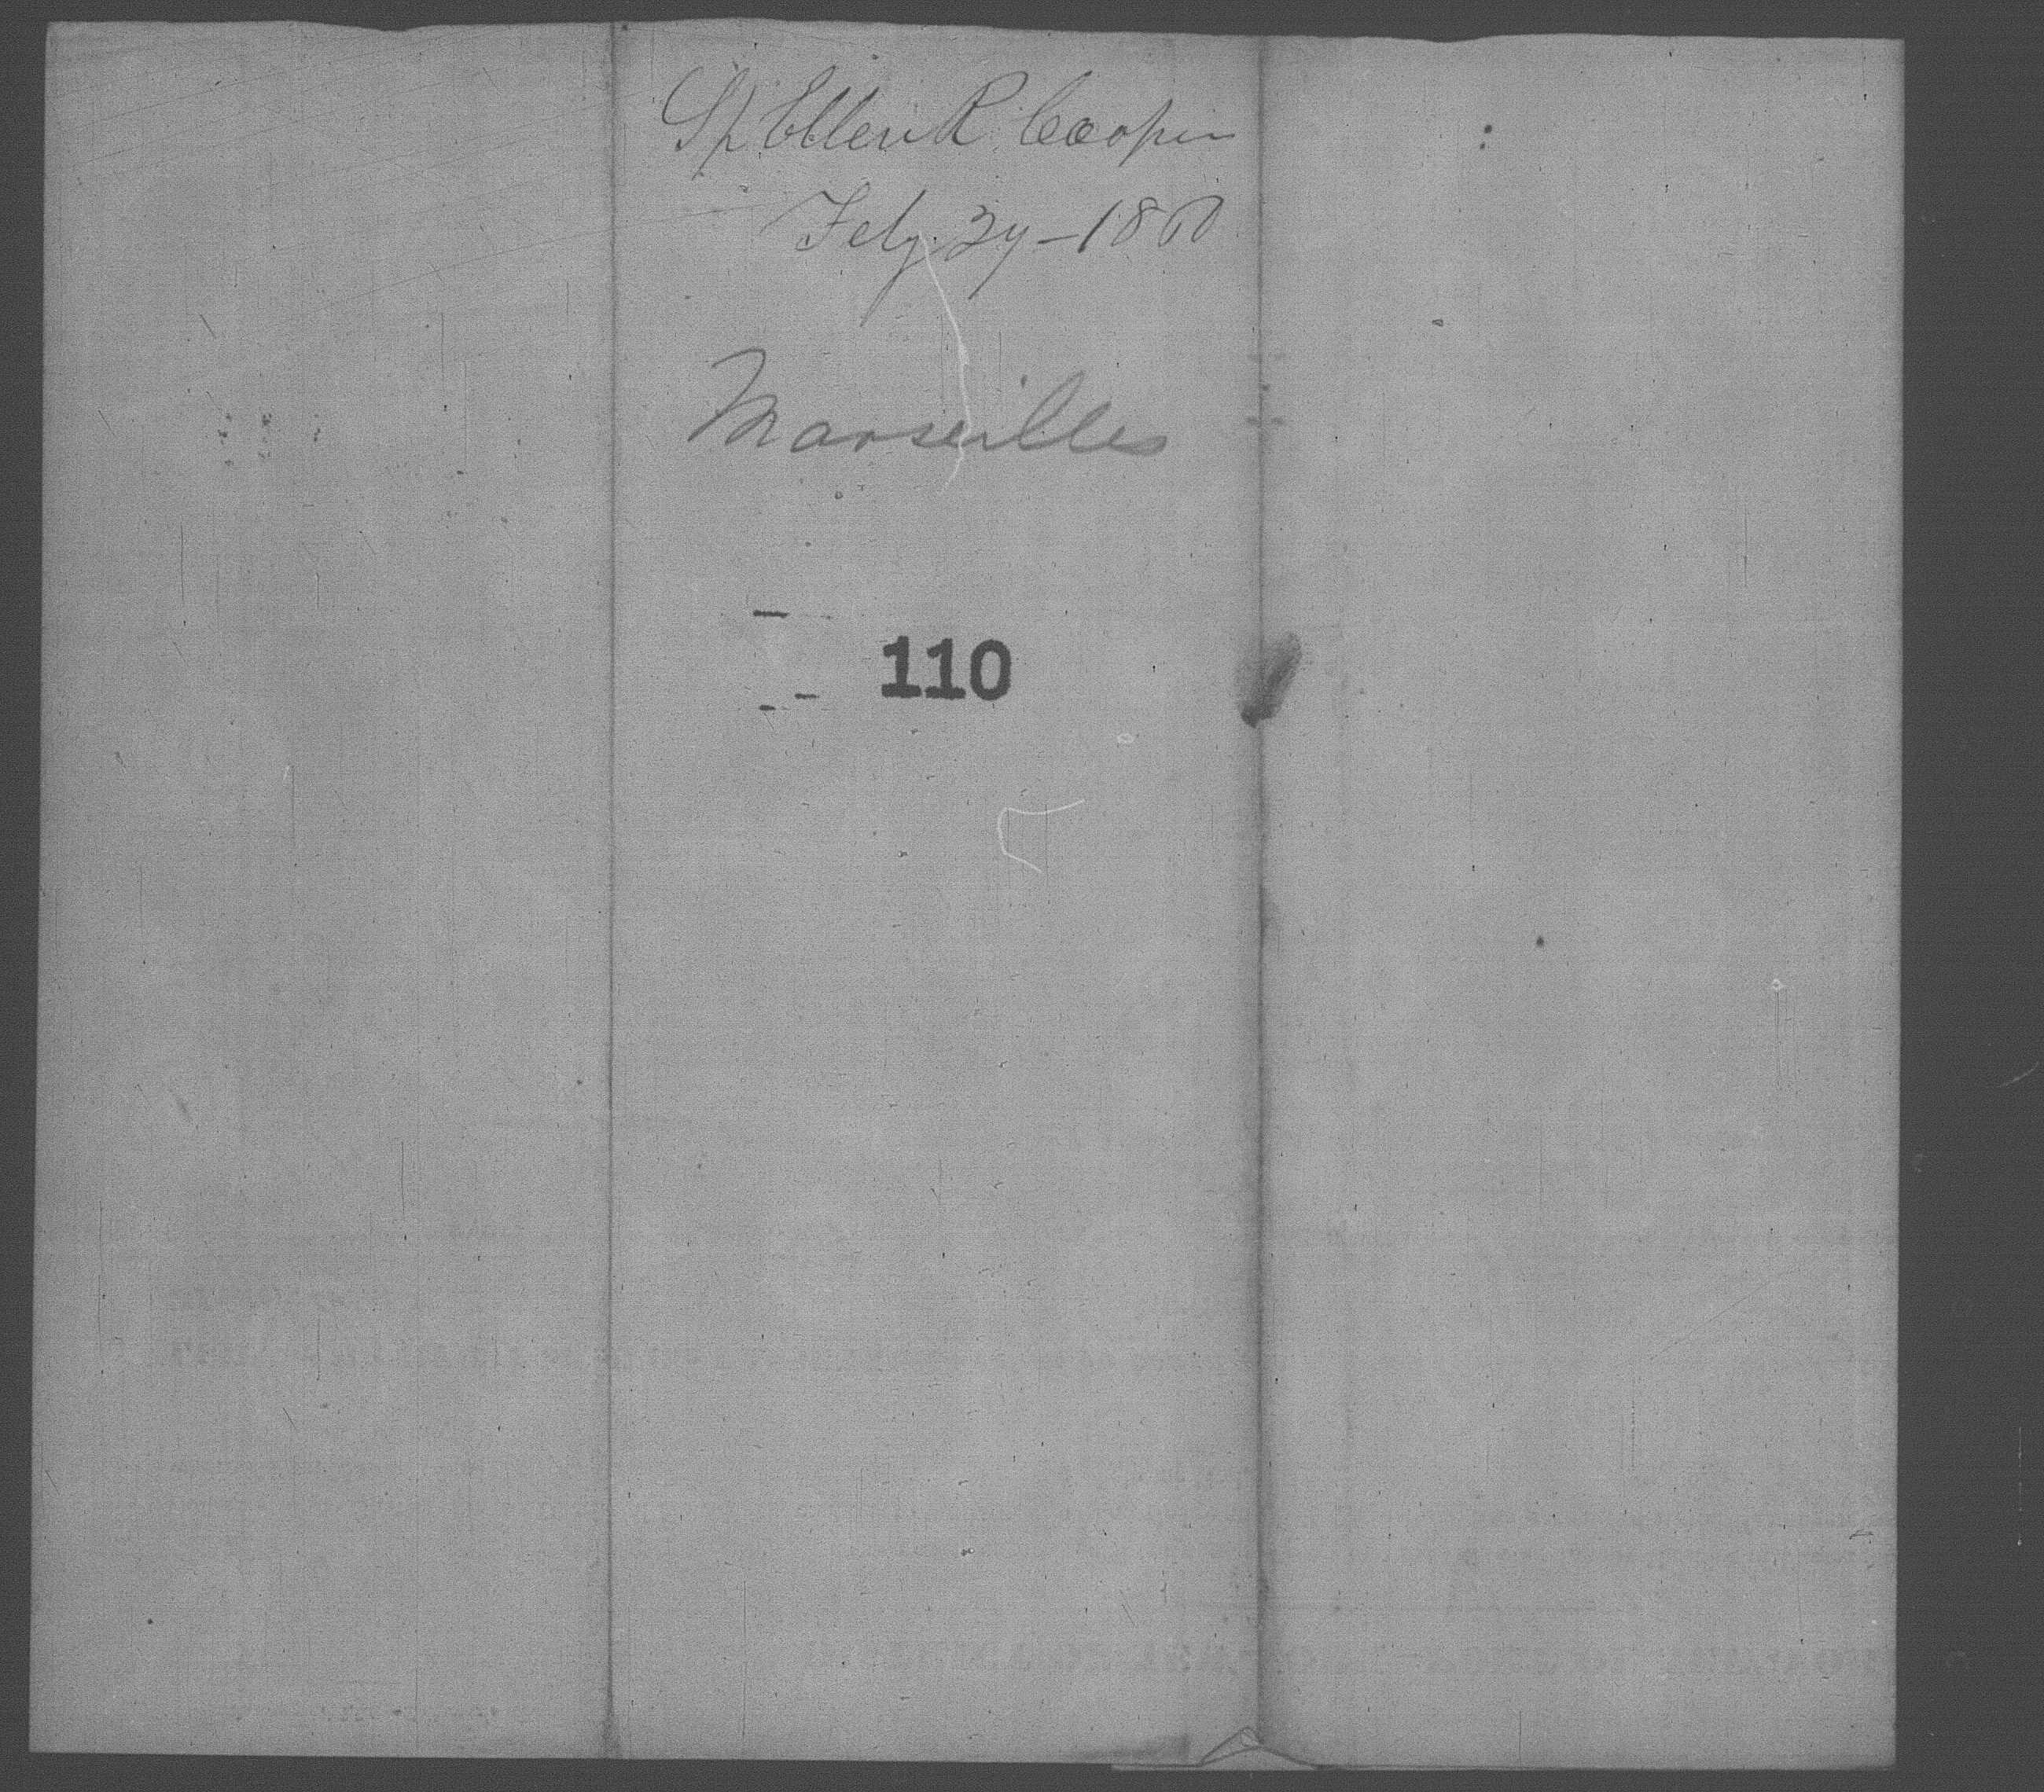 Sp Ellen R Cooper
Feby 27-1860
Marseilles
110